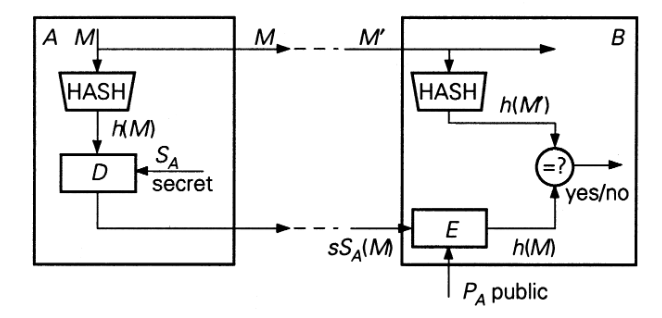 A M M M′ B
HASH HASH
h(M) h(M′)
D S_A
secret
=?
yes/no
sS_A(M) E h(M)
P_A public